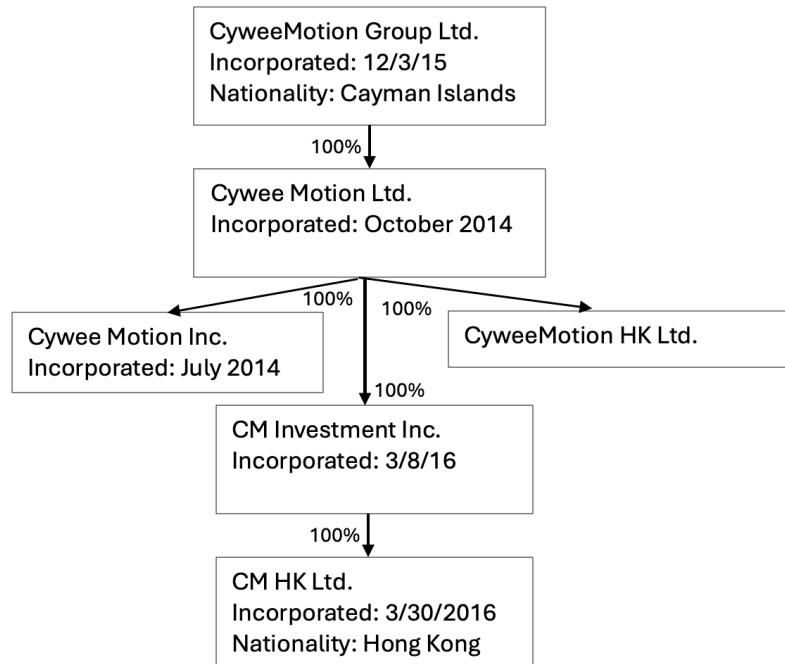 CyweeMotion Group Ltd.
Incorporated: 12/3/15
Nationality: Cayman Islands
100%
Cywee Motion Ltd.
Incorporated: October 2014
100%
100%
Cywee Motion Inc.
Incorporated: July 2014
CyweeMotion HK Ltd.
100%
CM Investment Inc.
Incorporated: 3/8/16
100%
CM HK Ltd.
Incorporated: 3/30/2016
Nationality: Hong Kong